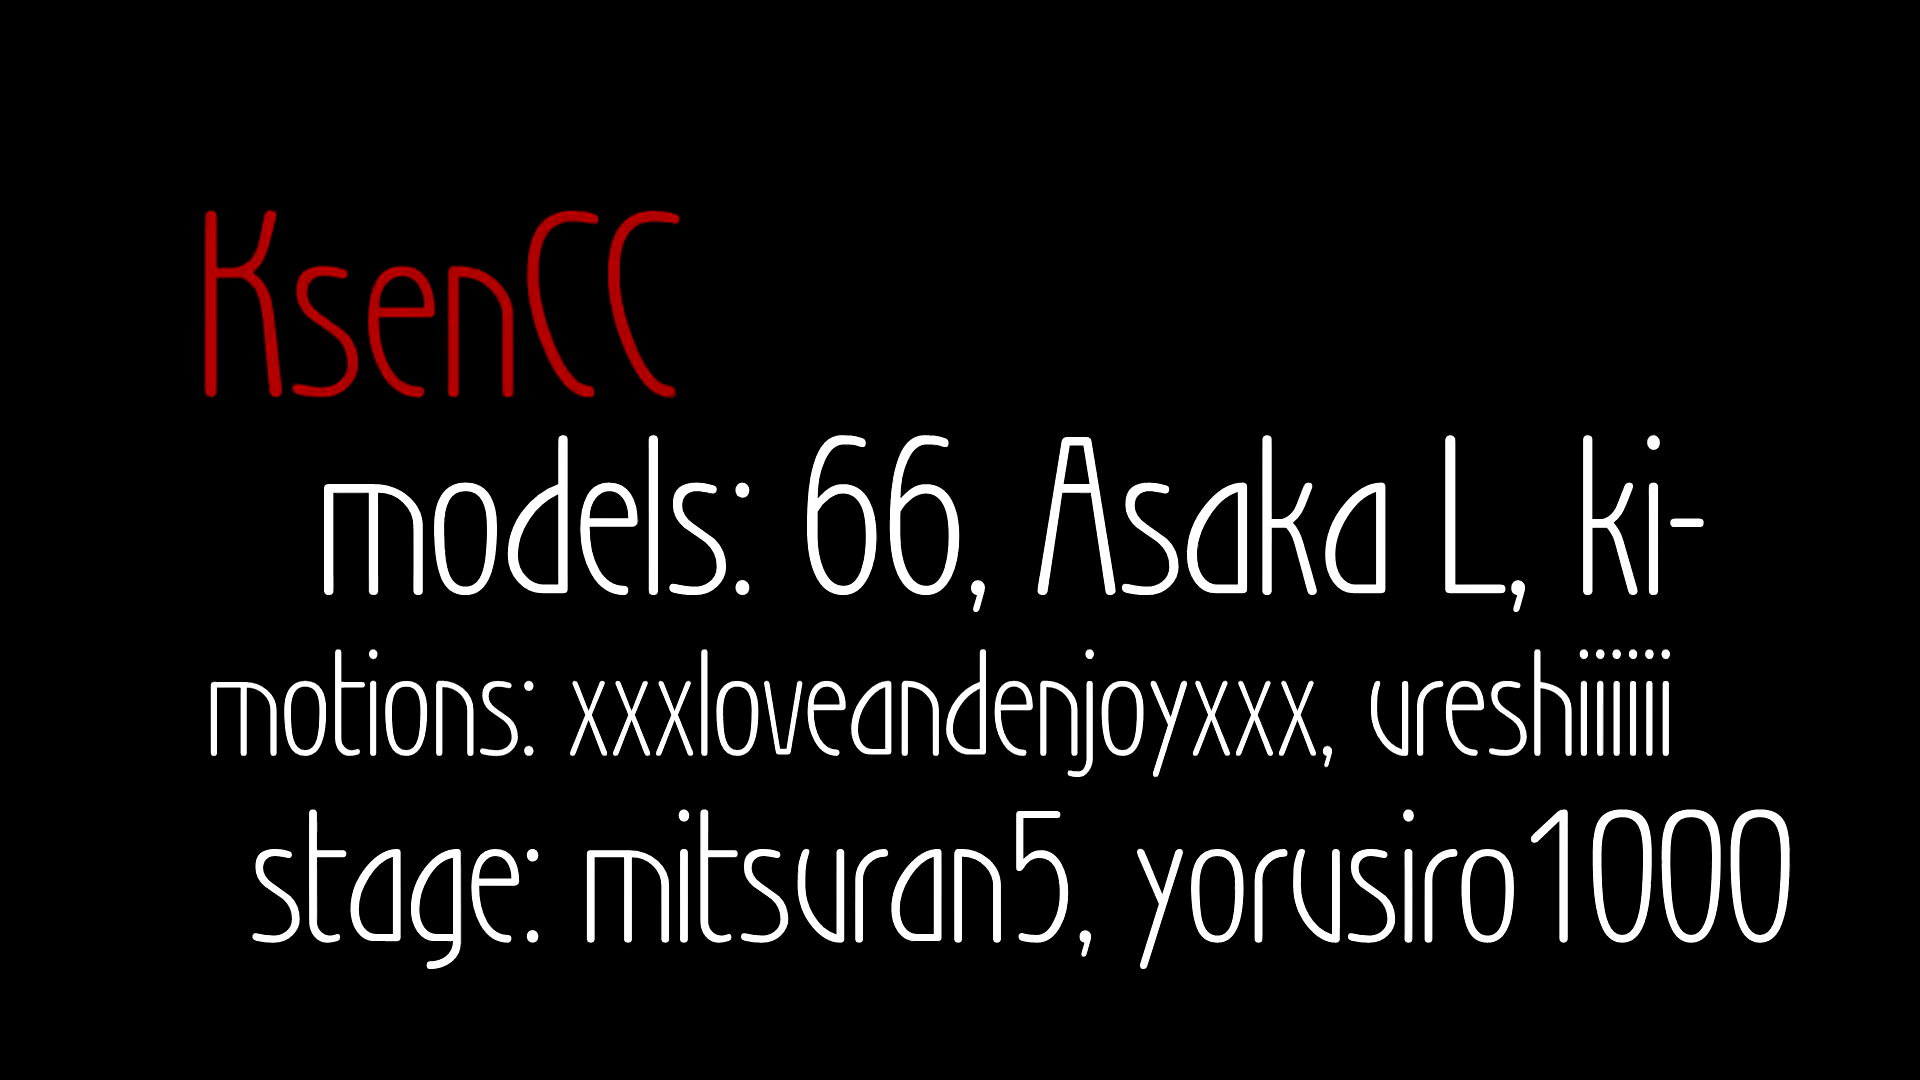 KsenCC
models: 66, Asaka L, ki-
motions: xxxloveandenjoyxxx, ureshiiiiii
stage: mitsuran5, yorusiro1000